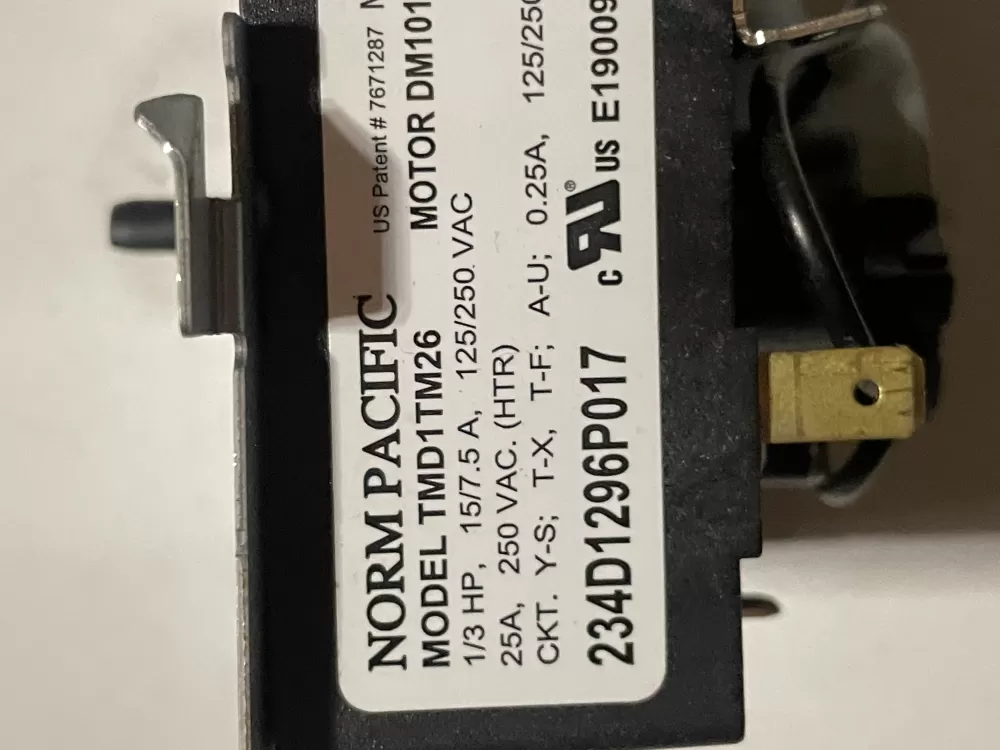 NORM PACIFIC US Patent # 7671287
MODEL TMD1TM26 MOTOR DM101
1/3 HP, 15/7.5 A, 125/250 VAC
25A, 250 VAC. (HTR)
CKT. Y-S; T-X, T-F; A-U; 0.25A, 125/250
234D1296P017 c RU ® US E19009